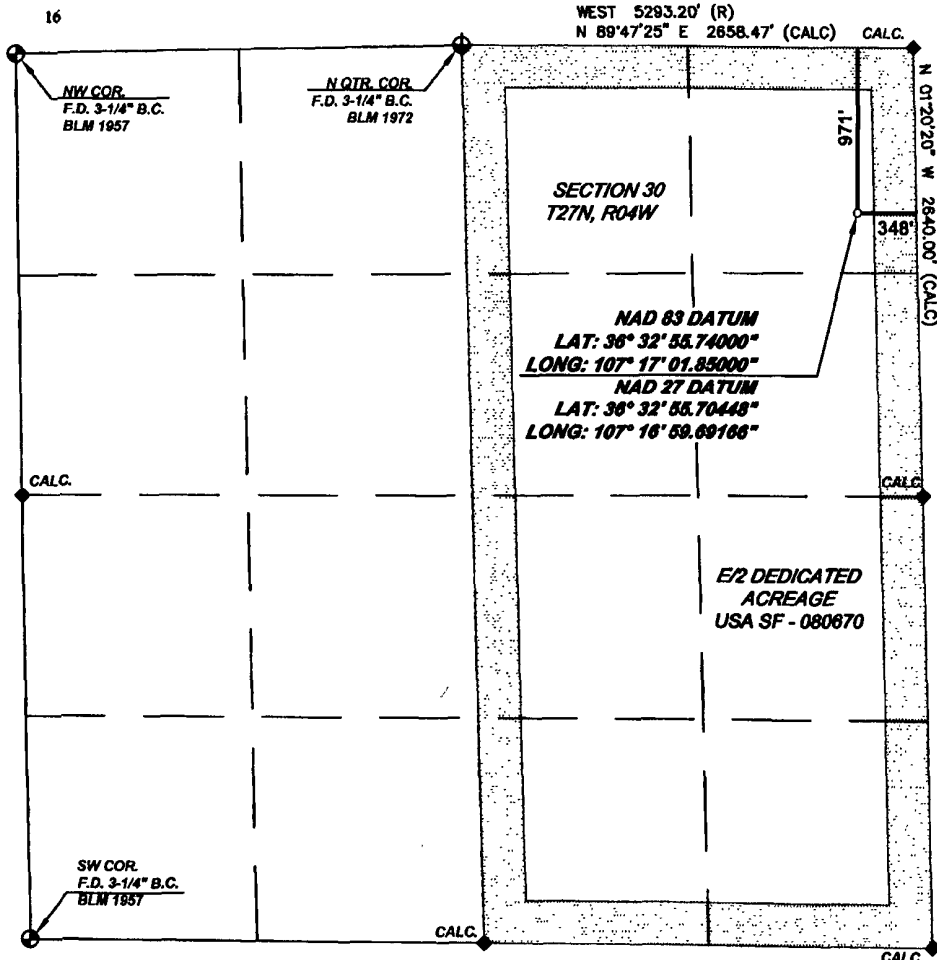 16
WEST 5293.20' (R)
N 89°47'25" E 2658.47' (CALC)
CALC.
NW COR.
F.D. 3-1/4" B.C.
BLM 1957
N QTR. COR.
F.D. 3-1/4" B.C.
BLM 1972
N 01°20'20" W 2640.00' (CALC)
971'
348'
SECTION 30
T27N, R04W
NAD 83 DATUM
LAT: 36° 32' 55.74000"
LONG: 107° 17' 01.85000"
NAD 27 DATUM
LAT: 36° 32' 55.70448"
LONG: 107° 16' 59.69166"
CALC.
CALC
E/2 DEDICATED
ACREAGE
USA SF - 080670
SW COR.
F.D. 3-1/4" B.C.
BLM 1957
CALC.
CALC